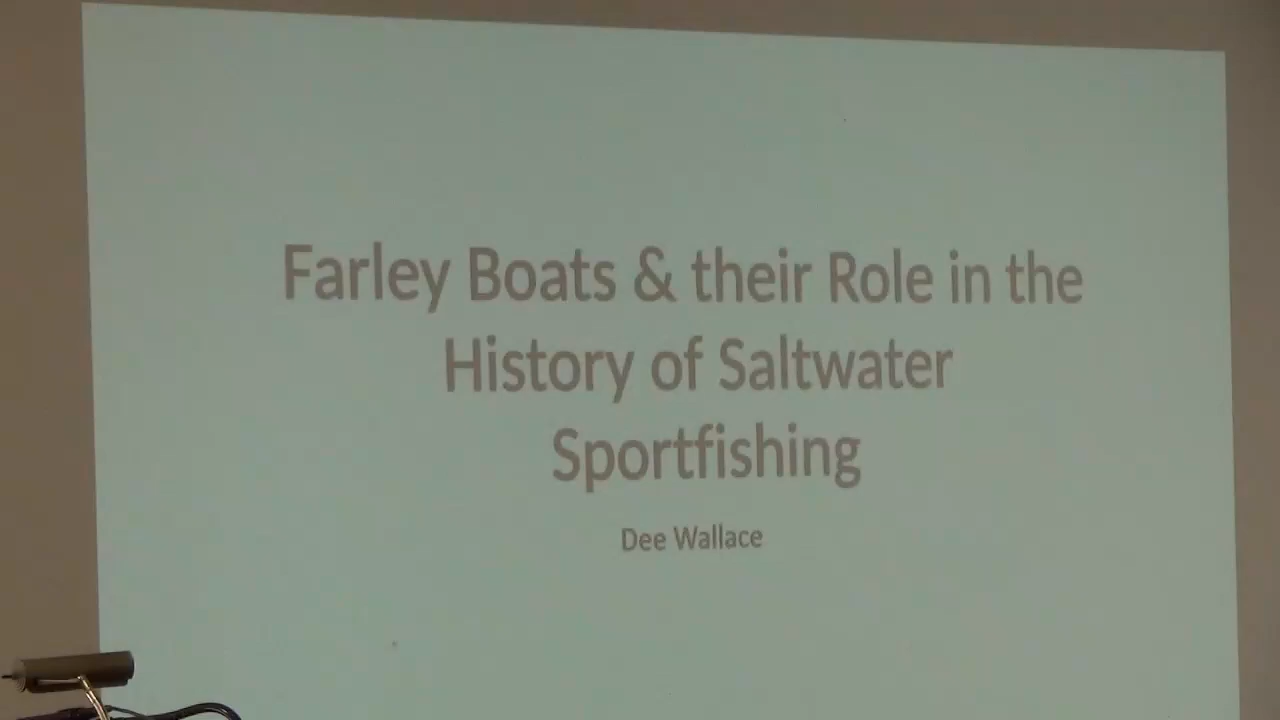 Farley Boats & their Role in the
History of Saltwater
Sportfishing
Dee Wallace